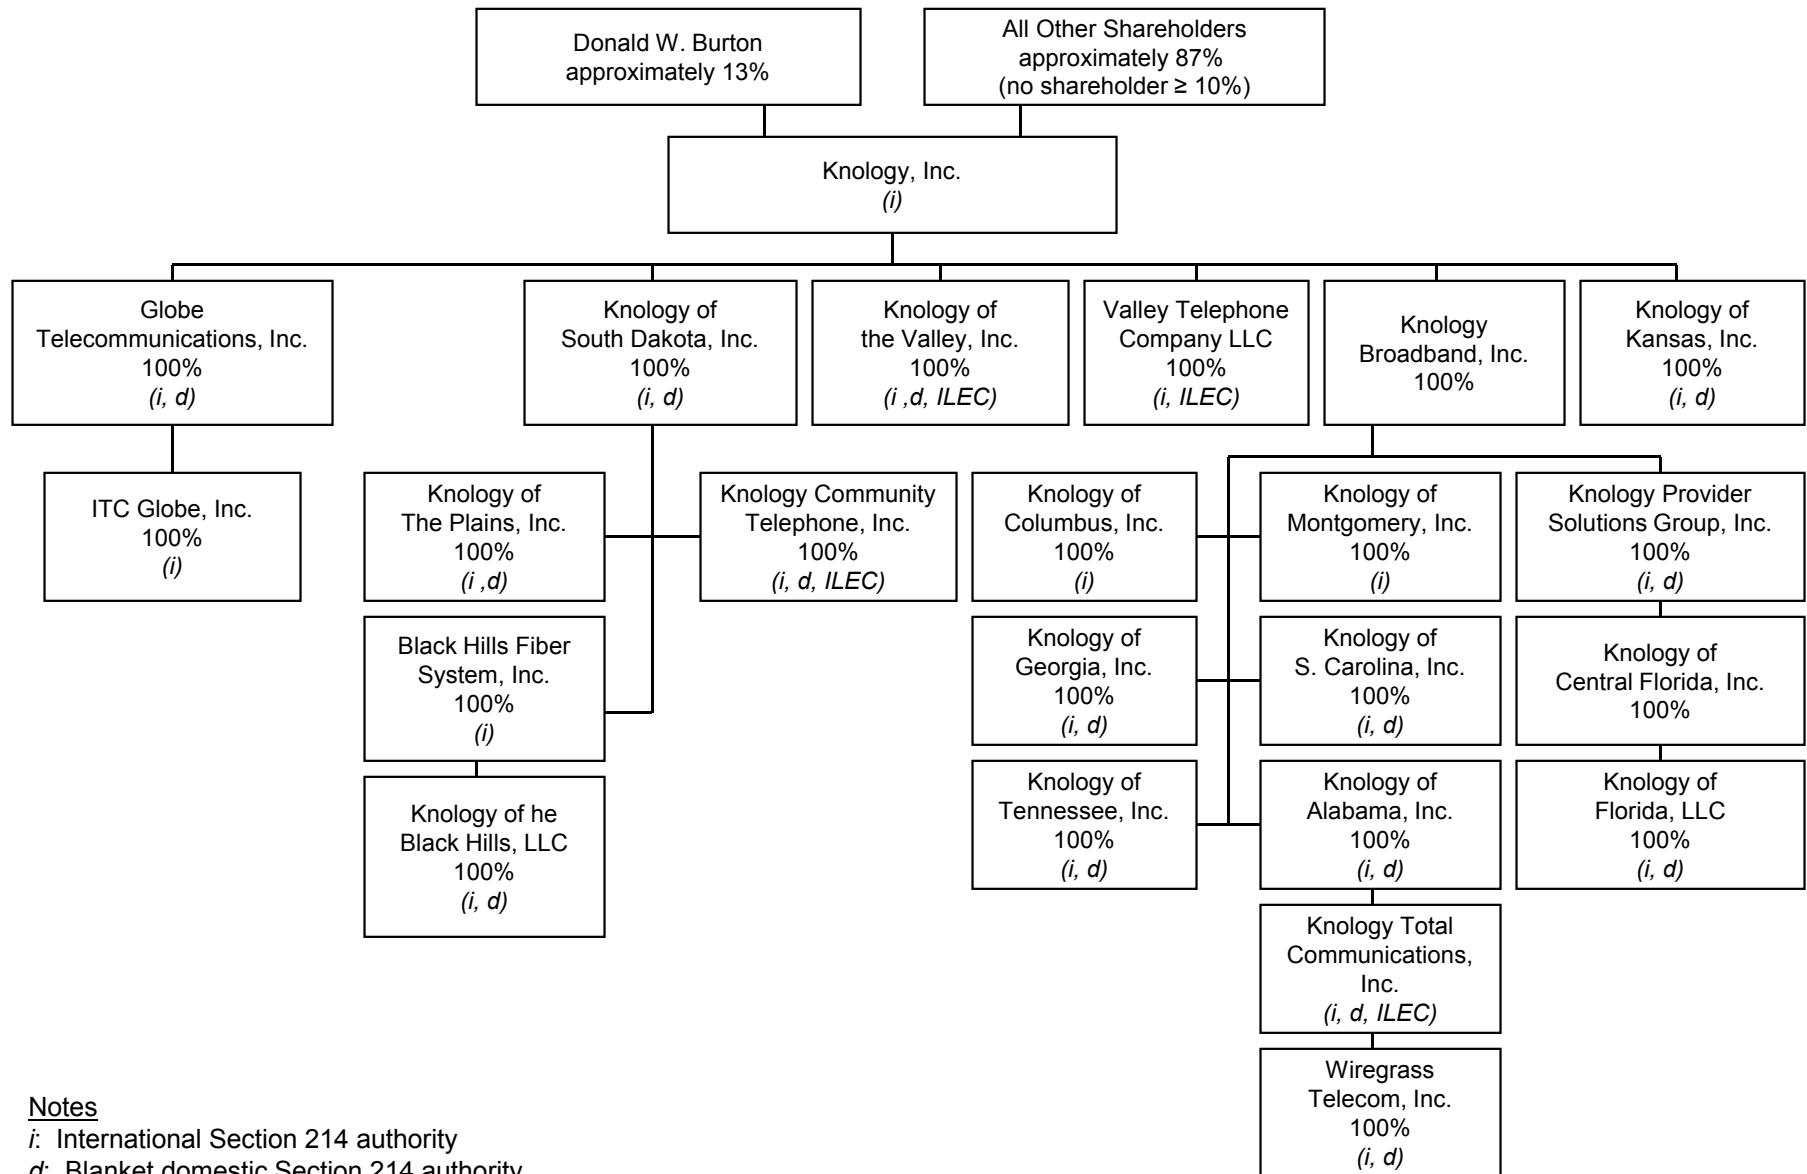 Donald W. Burton
approximately 13%
All Other Shareholders
approximately 87%
(no shareholder ≥ 10%)
Knology, Inc.
(i)
Globe
Telecommunications, Inc.
100%
(i, d)
Knology of
South Dakota, Inc.
100%
(i, d)
Knology of
the Valley, Inc.
100%
(i ,d, ILEC)
Valley Telephone
Company LLC
100%
(i, ILEC)
Knology
Broadband, Inc.
100%
Knology of
Kansas, Inc.
100%
(i, d)
ITC Globe, Inc.
100%
(i)
Knology of
The Plains, Inc.
100%
(i ,d)
Knology Community
Telephone, Inc.
100%
(i, d, ILEC)
Knology of
Columbus, Inc.
100%
(i)
Knology of
Montgomery, Inc.
100%
(i)
Knology Provider
Solutions Group, Inc.
100%
(i, d)
Black Hills Fiber
System, Inc.
100%
(i)
Knology of
Georgia, Inc.
100%
(i, d)
Knology of
S. Carolina, Inc.
100%
(i, d)
Knology of
Central Florida, Inc.
100%
Knology of he
Black Hills, LLC
100%
(i, d)
Knology of
Tennessee, Inc.
100%
(i, d)
Knology of
Alabama, Inc.
100%
(i, d)
Knology of
Florida, LLC
100%
(i, d)
Knology Total
Communications,
Inc.
(i, d, ILEC)
Wiregrass
Telecom, Inc.
100%
(i, d)
Notes
i: International Section 214 authority
d: Blanket domestic Section 214 authority